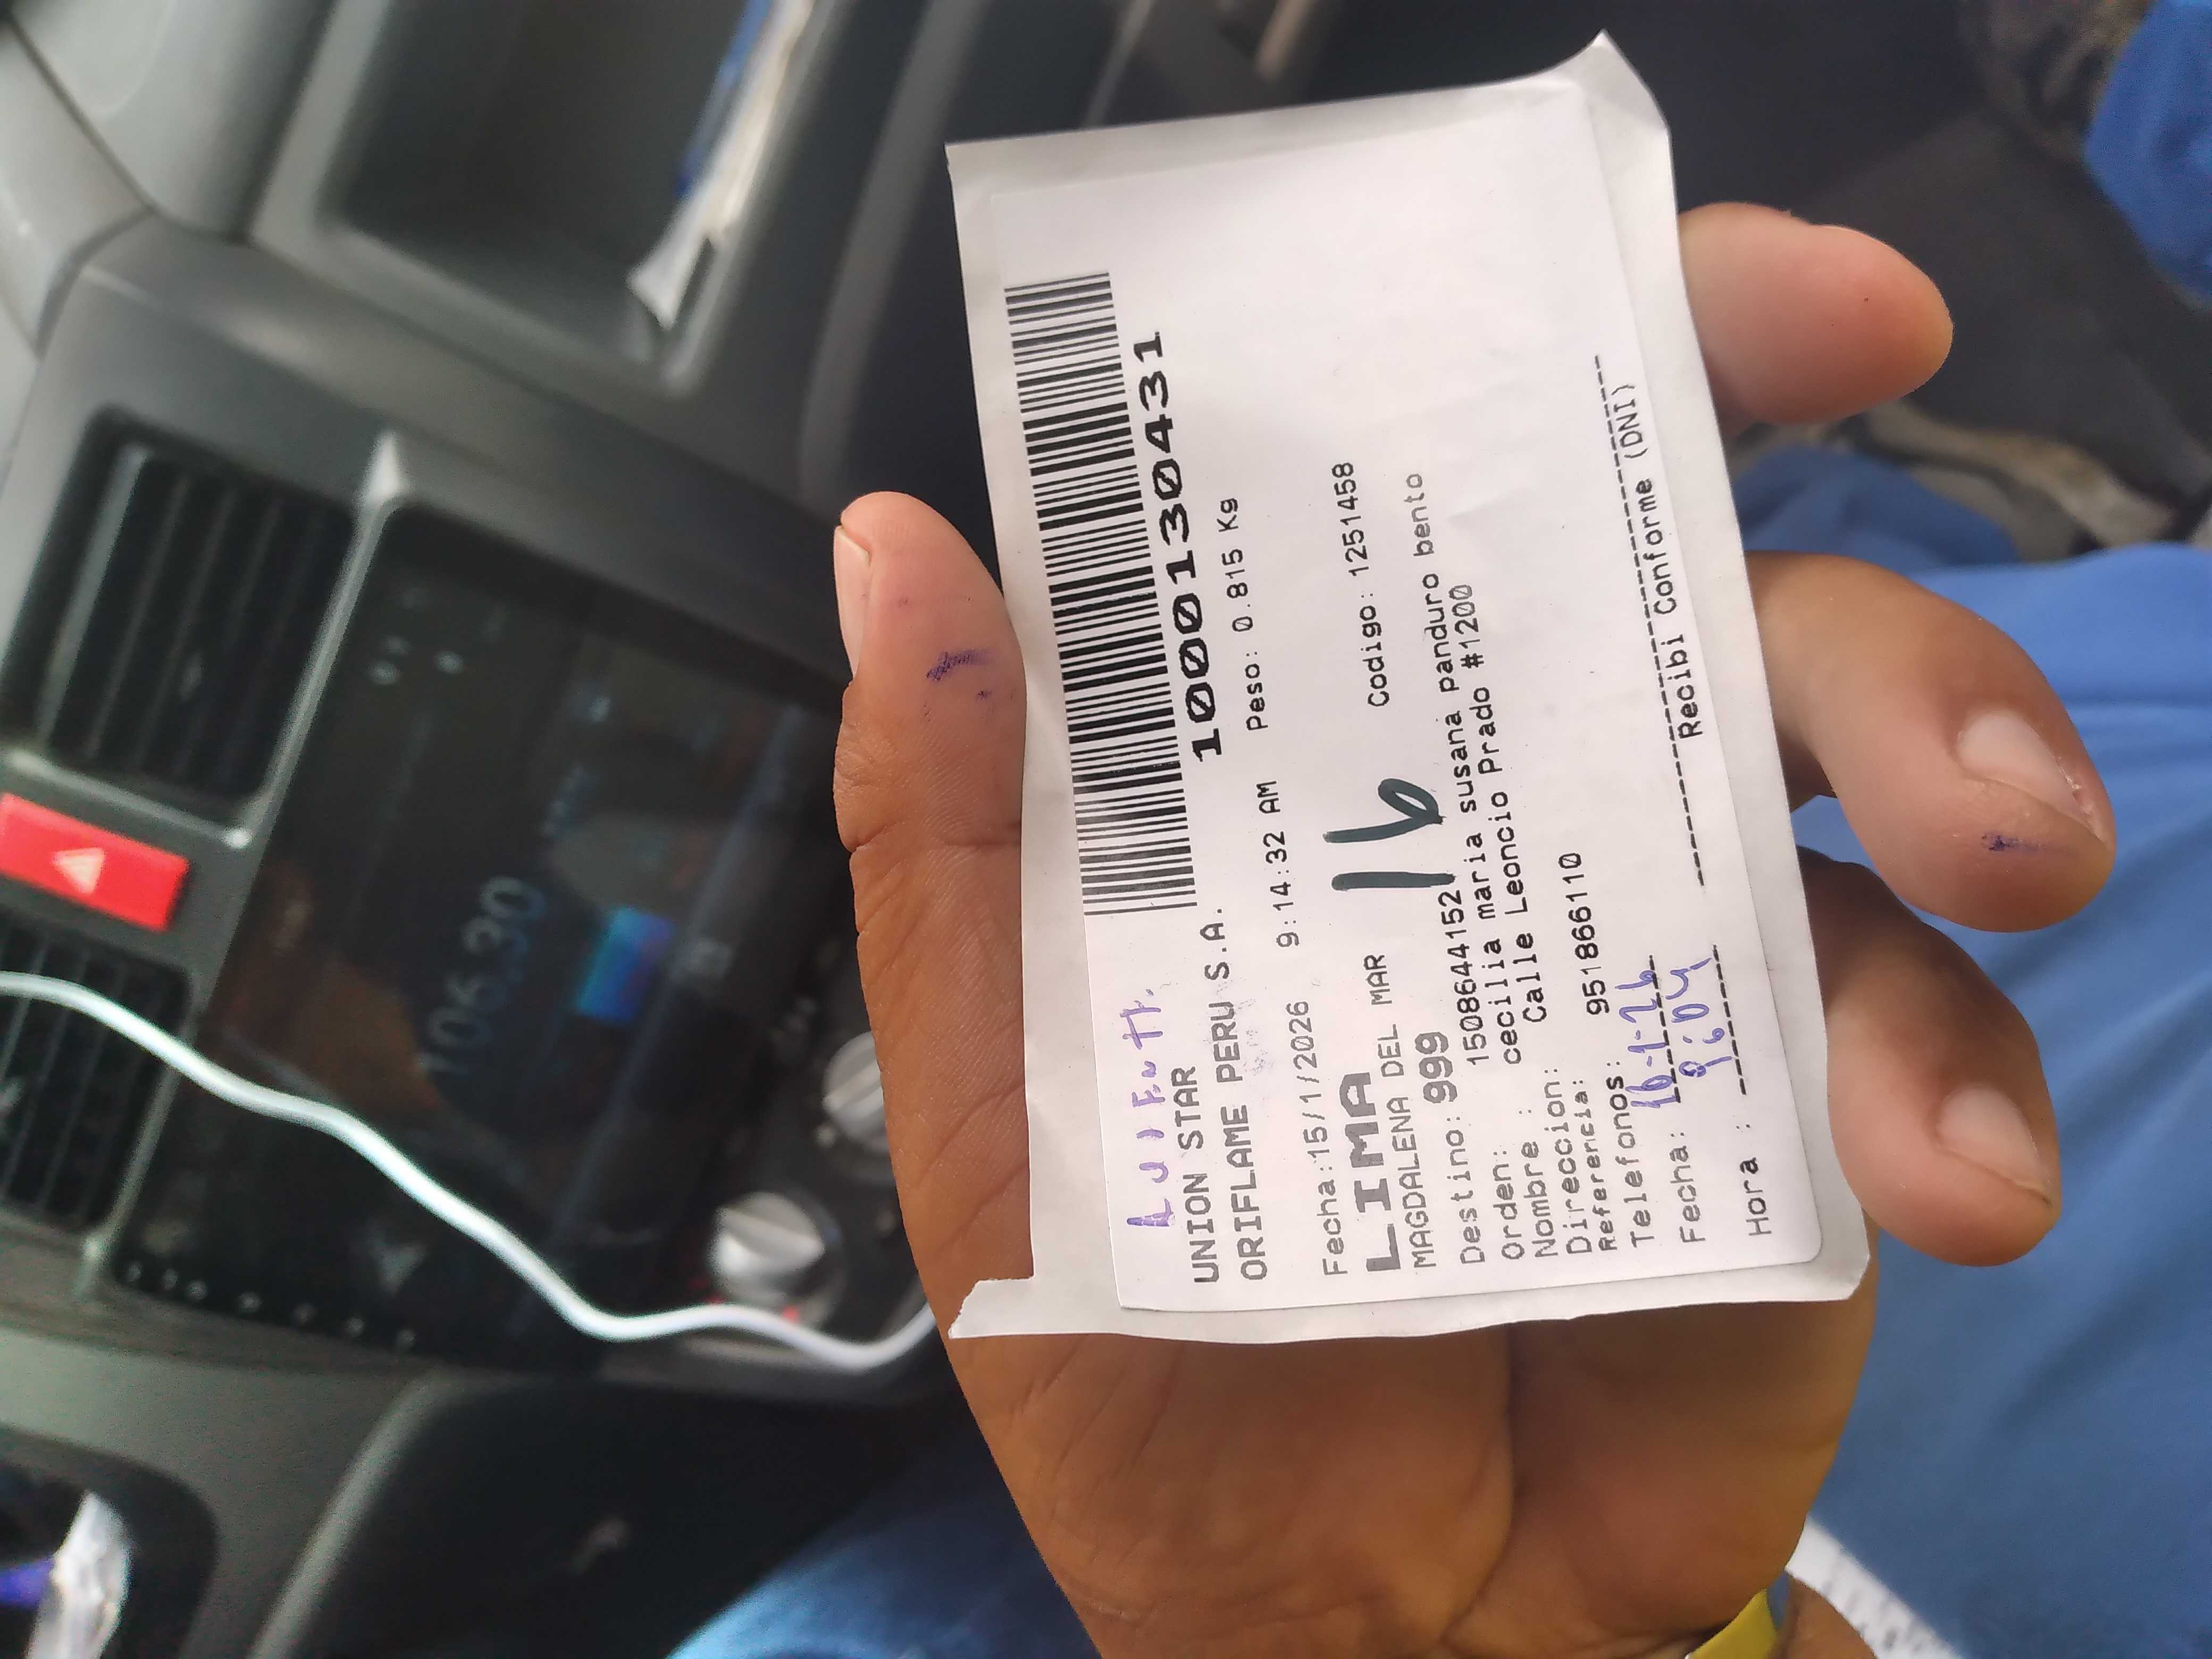 1000130431
UNION STAR
ORIFLAME PERU S.A. Peso: 0.815 Kg
Fecha:15/1/2026 9:14:32 AM
LIMA 16
MAGDALENA DEL MAR Codigo: 1251458
Destino: 999
Orden: 1508644152
Nombre : cecilia maria susana panduro bento
Direccion: Calle Leoncio Prado #1200
Referencia:
Telefonos: 951866110
Fecha: 16-1-26
Hora : 9:04
Recibi Conforme (DNI)
106.30